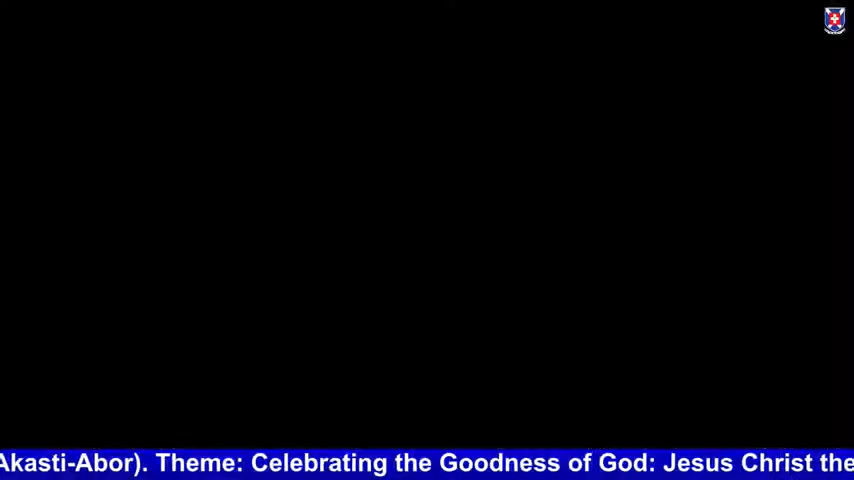 Akasti-Abor). Theme: Celebrating the Goodness of God: Jesus Christ the